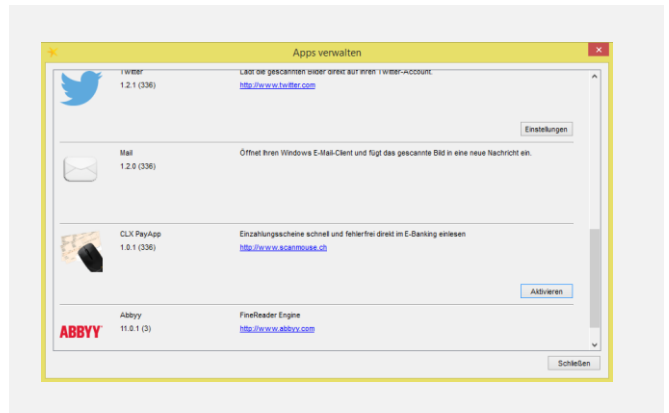 Apps verwalten
Twitter
Lädt die gescannten Bilder direkt auf Ihren Twitter-Account.
1.2.1 (336)
http://www.twitter.com
Einstellungen
Mail
Öffnet Ihren Windows E-Mail-Client und fügt das gescannte Bild in eine neue Nachricht ein.
1.2.0 (336)
CLX PayApp
Einzahlungsscheine schnell und fehlerfrei direkt im E-Banking einlesen
1.0.1 (336)
http://www.scanmouse.ch
Aktivieren
ABBYY
Abbyy
FineReader Engine
11.0.1 (3)
http://www.abbyy.com
Schließen